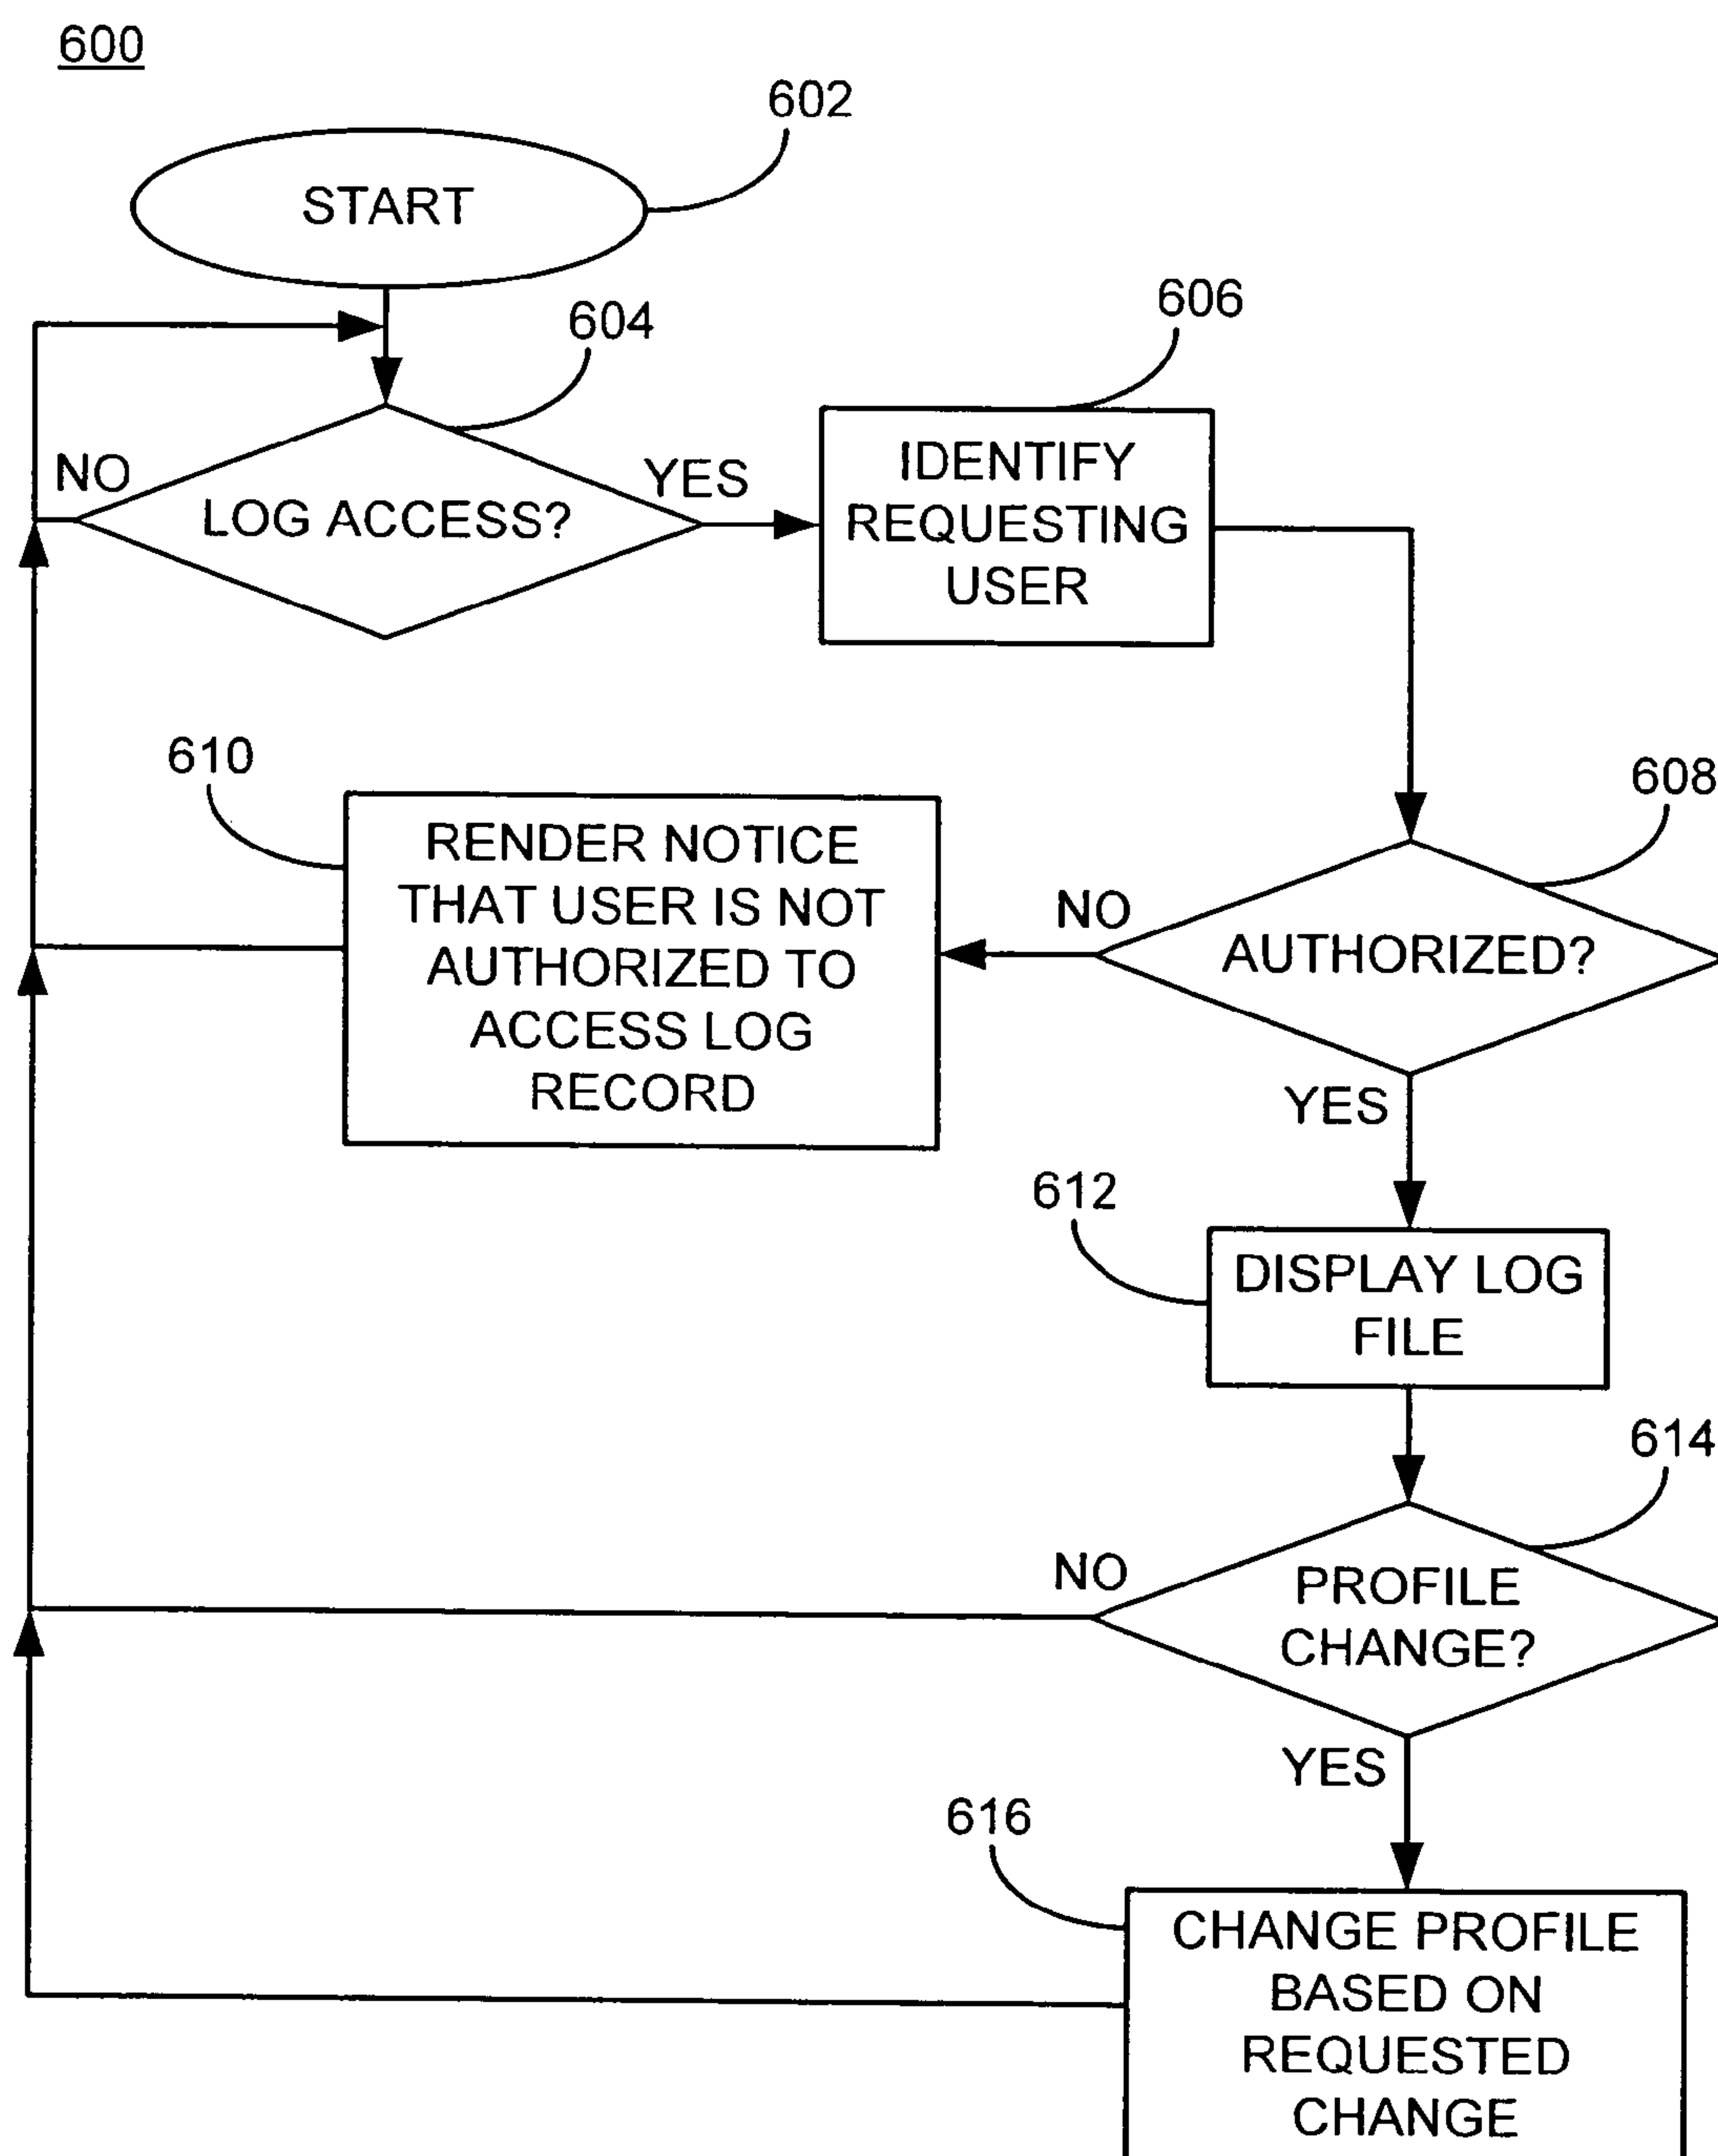 600
602
START
604
606
NO
LOG ACCESS?
YES
IDENTIFY
REQUESTING
USER
610
608
RENDER NOTICE
THAT USER IS NOT
AUTHORIZED TO
ACCESS LOG
RECORD
NO
AUTHORIZED?
YES
612
DISPLAY LOG
FILE
614
NO
PROFILE
CHANGE?
YES
616
CHANGE PROFILE
BASED ON
REQUESTED
CHANGE